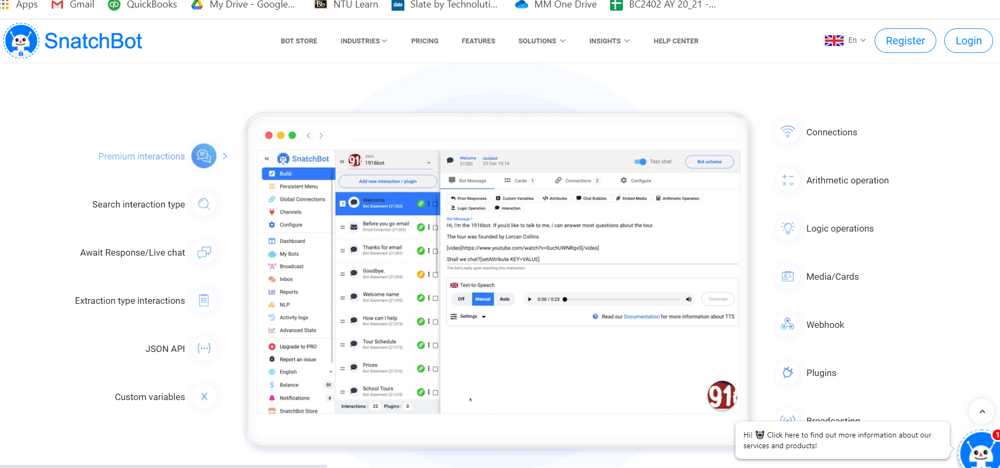 Apps
Gmail
QuickBooks
My Drive - Google...
Bb
NTU Learn
slate
Slate by Technoluti...
MM One Drive
BC2402 AY 20_21 -...
SnatchBot
BOT STORE
INDUSTRIES
PRICING
FEATURES
SOLUTIONS
INSIGHTS
HELP CENTER
En
Register
Login
Premium interactions
Search interaction type
Await Response/Live chat
Extraction type interactions
JSON API
Custom variables
SnatchBot
Build
Persistent Menu
Global Connections
Channels
Configure
Dashboard
My Bots
Broadcast
Inbox
Reports
NLP
Activity logs
Advanced Stats
Upgrade to PRO
Report an issue
English
Balance $0
Notifications 8
SnatchBot Store
91
2664
1916bot
Add new interaction / plugin
1
Welcome
Bot Statement (21282)
Before you go email
Email Extraction (21283)
Thanks for email
Bot Statement (21292)
Goodbye.
Bot Statement (21293)
Welcome name
Bot Statement (21295)
How can I help
Bot Statement (21313)
Tour Schedule
Bot Statement (21315)
Prices
Bot Statement (21316)
School Tours
Bot Statement (21319)
Interactions : 22 Plugins : 0
Welcome
21282
Updated
23 Dec 10:16
Test chat
Bot scheme
Bot Message
Cards 1
Connections 2
Configure
Prior Responses
Custom Variables
Attributes
Chat Bubbles
Embed Media
Arithmetic Operation
Logic Operation
Interaction
Bot Message *
Hi, I'm the 1916bot. If you'd like to talk to me, I can answer most questions about the tour.
The tour was founded by Lorcan Collins.
[video]https://www.youtube.com/watch?v=0uchUWNRqv0[/video]
Shall we chat?[setAttribute KEY=VALUE]
The bot's reply upon reaching this interaction.
Text-to-Speech
Off
Manual
Auto
0:00 / 0:23
Generate
Settings
Read our Documentation for more information about TTS
916
Connections
Arithmetic operation
Logic operations
Media/Cards
Webhook
Plugins
Broadcasting
Hi! Click here to find out more information about our
services and products!
1